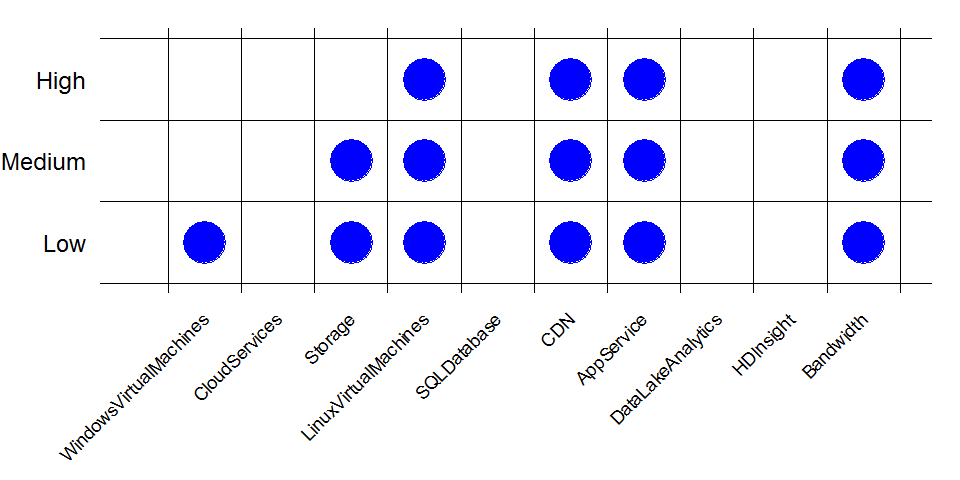 High
Medium
Low
WindowsVirtualMachines
CloudServices
Storage
LinuxVirtualMachines
SQLDatabase
CDN
AppService
DataLakeAnalytics
HDInsight
Bandwidth